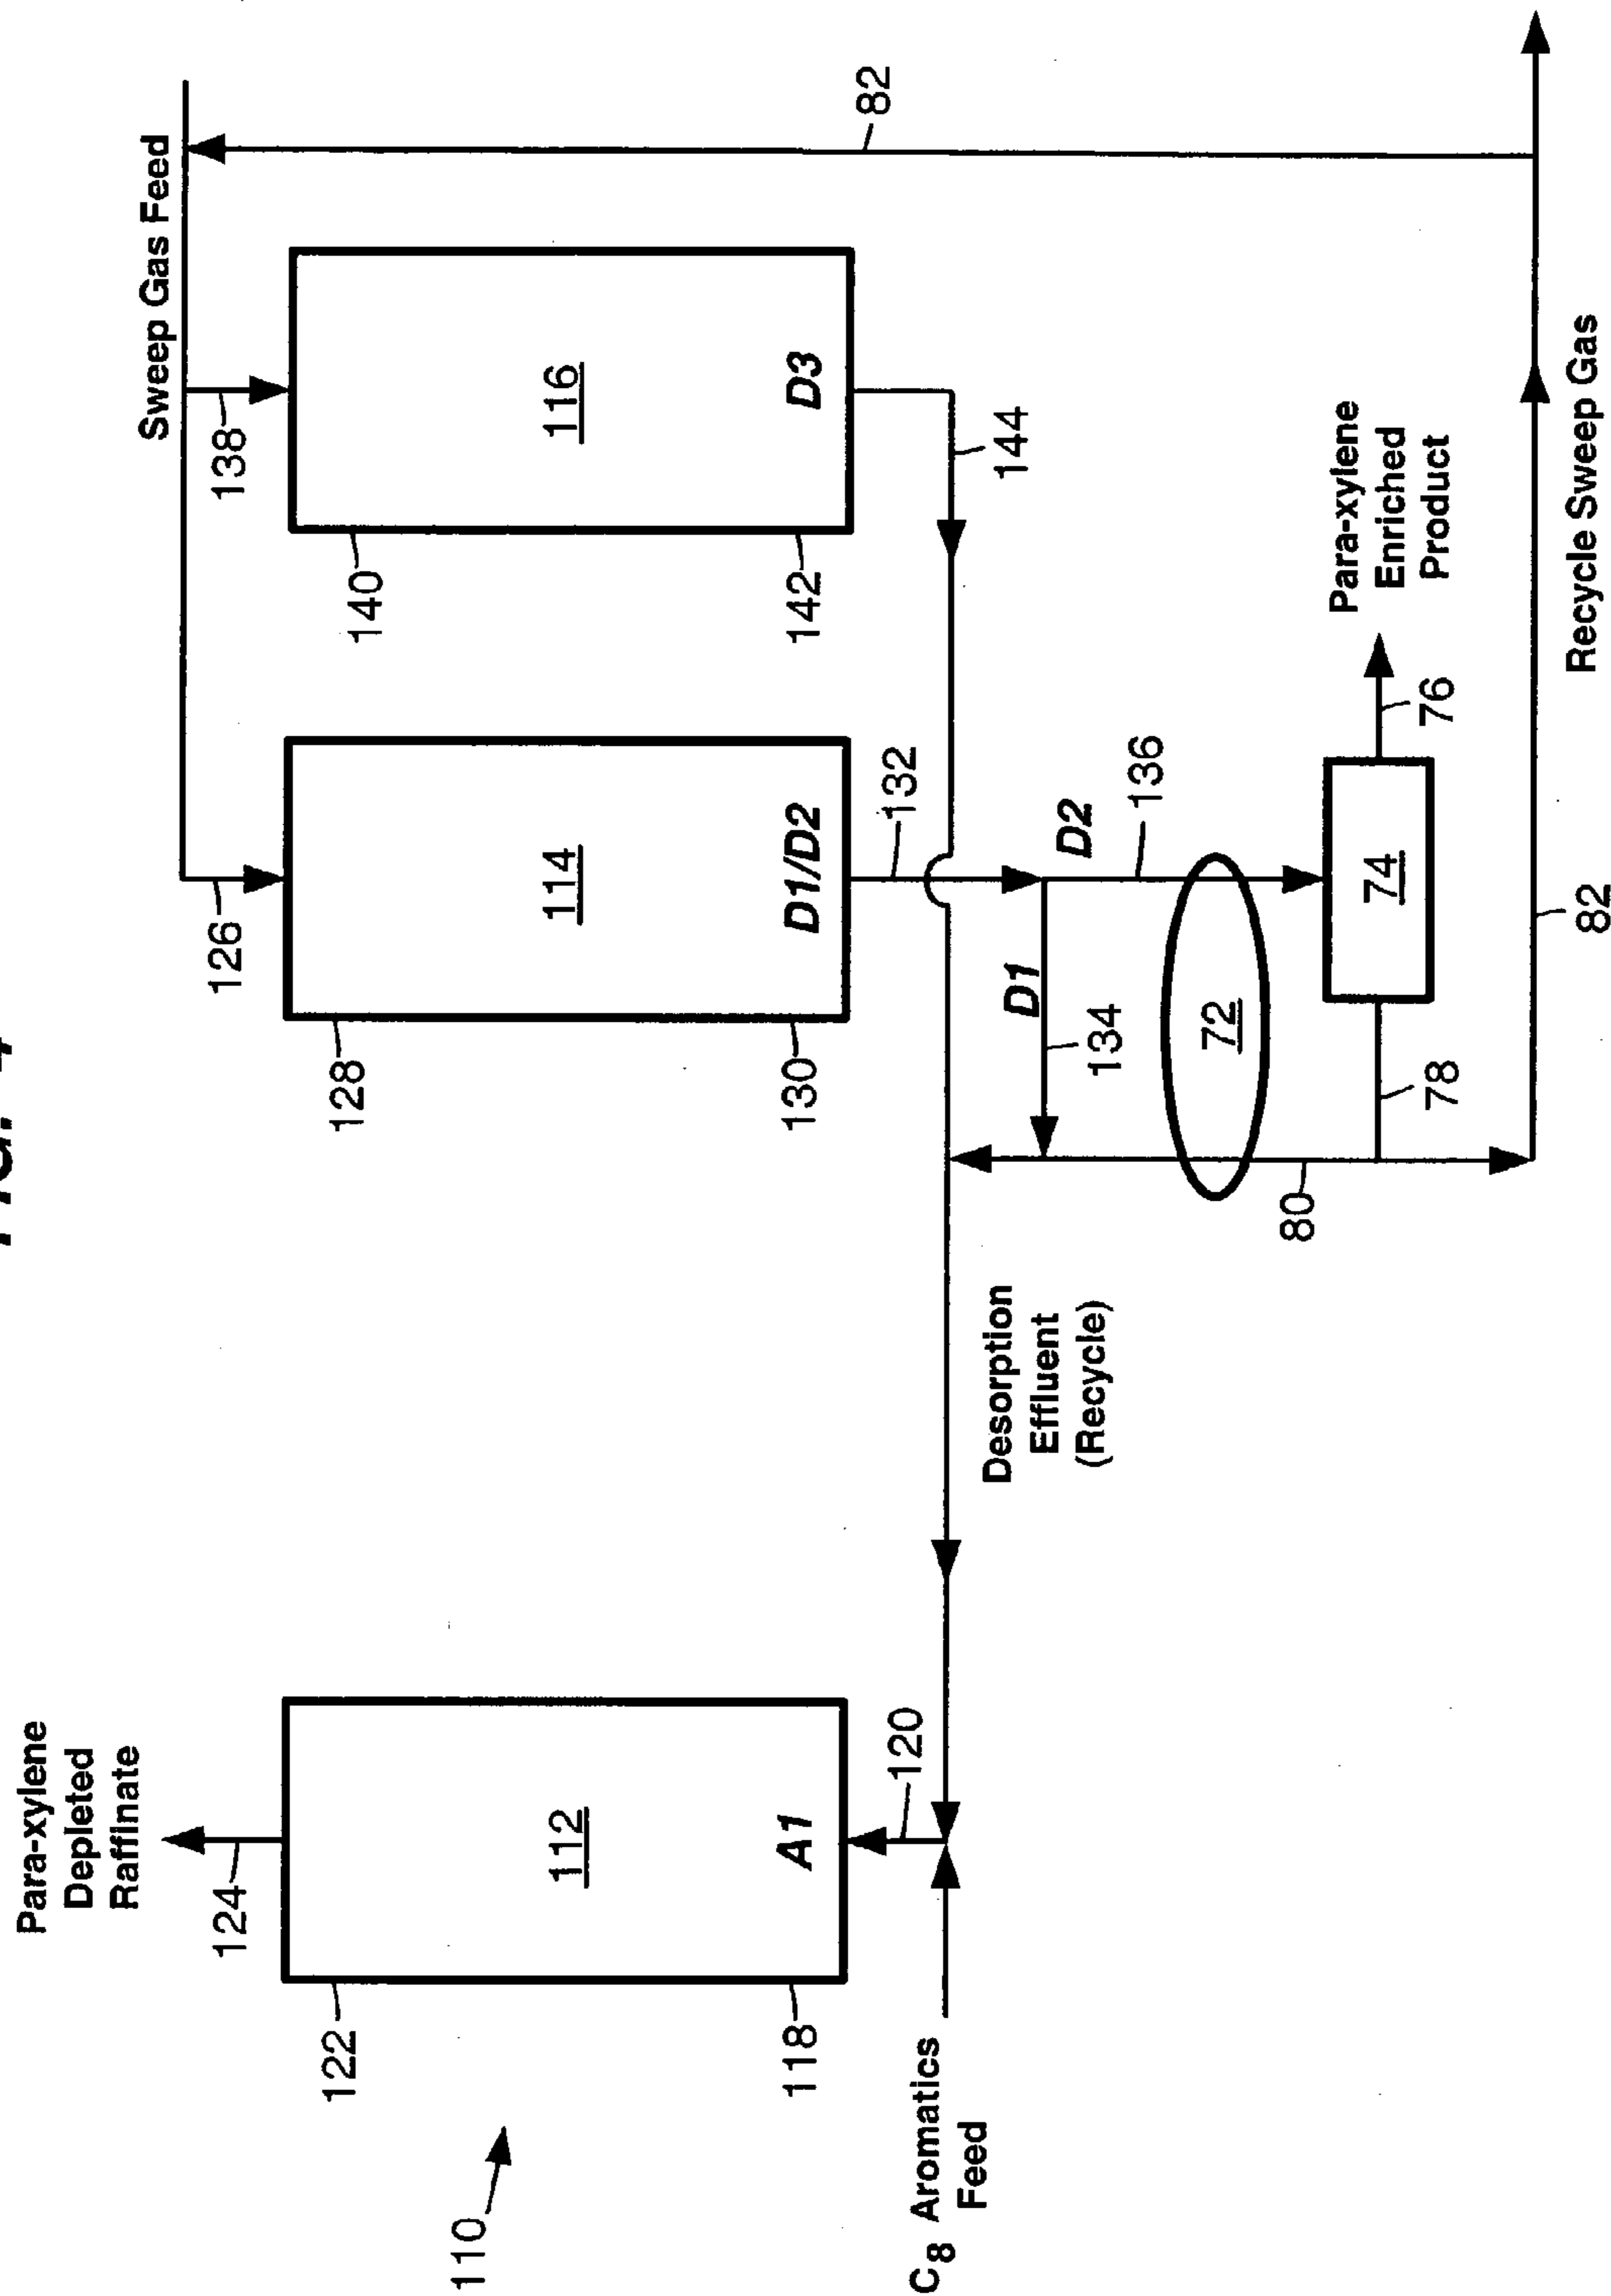 Para-xylene
Depleted
Raffinate
124
122
112
118
A1
120
110
C8 Aromatics
Feed
Desorption
Effluent
(Recycle)
Sweep Gas Feed
126
128
114
130
D1/D2
132
138
140
116
142
D3
144
82
D1
134
D2
136
72
80
78
74
76
Para-xylene
Enriched
Product
82
Recycle Sweep Gas